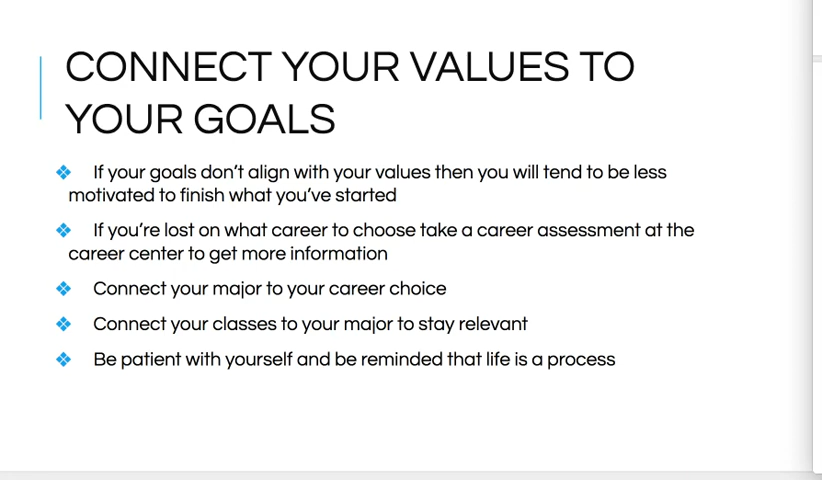 CONNECT YOUR VALUES TO
YOUR GOALS
If your goals don't align with your values then you will tend to be less
motivated to finish what you've started
If you're lost on what career to choose take a career assessment at the
career center to get more information
Connect your major to your career choice
Connect your classes to your major to stay relevant
Be patient with yourself and be reminded that life is a process